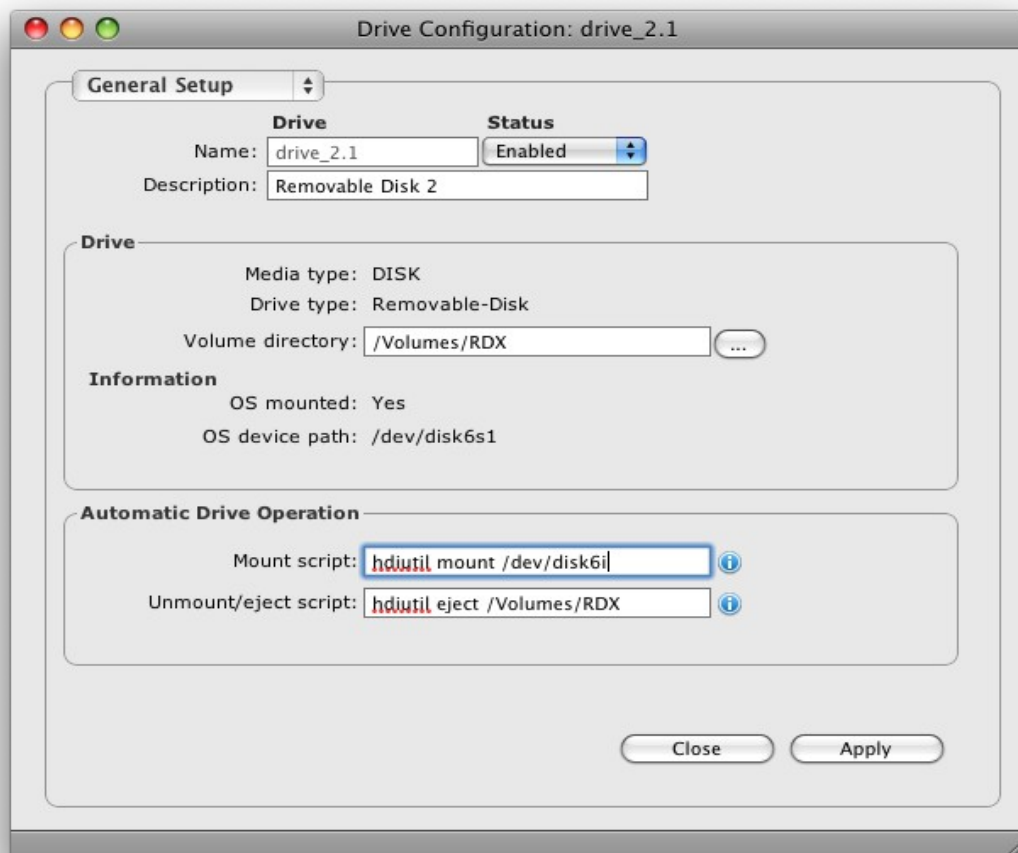 Drive Configuration: drive_2.1
General Setup
Drive Status
Name: drive_2.1 Enabled
Description: Removable Disk 2
Drive
Media type: DISK
Drive type: Removable-Disk
Volume directory: /Volumes/RDX ...
Information
OS mounted: Yes
OS device path: /dev/disk6s1
Automatic Drive Operation
Mount script: hdiutil mount /dev/disk6i
Unmount/eject script: hdiutil eject /Volumes/RDX
Close Apply